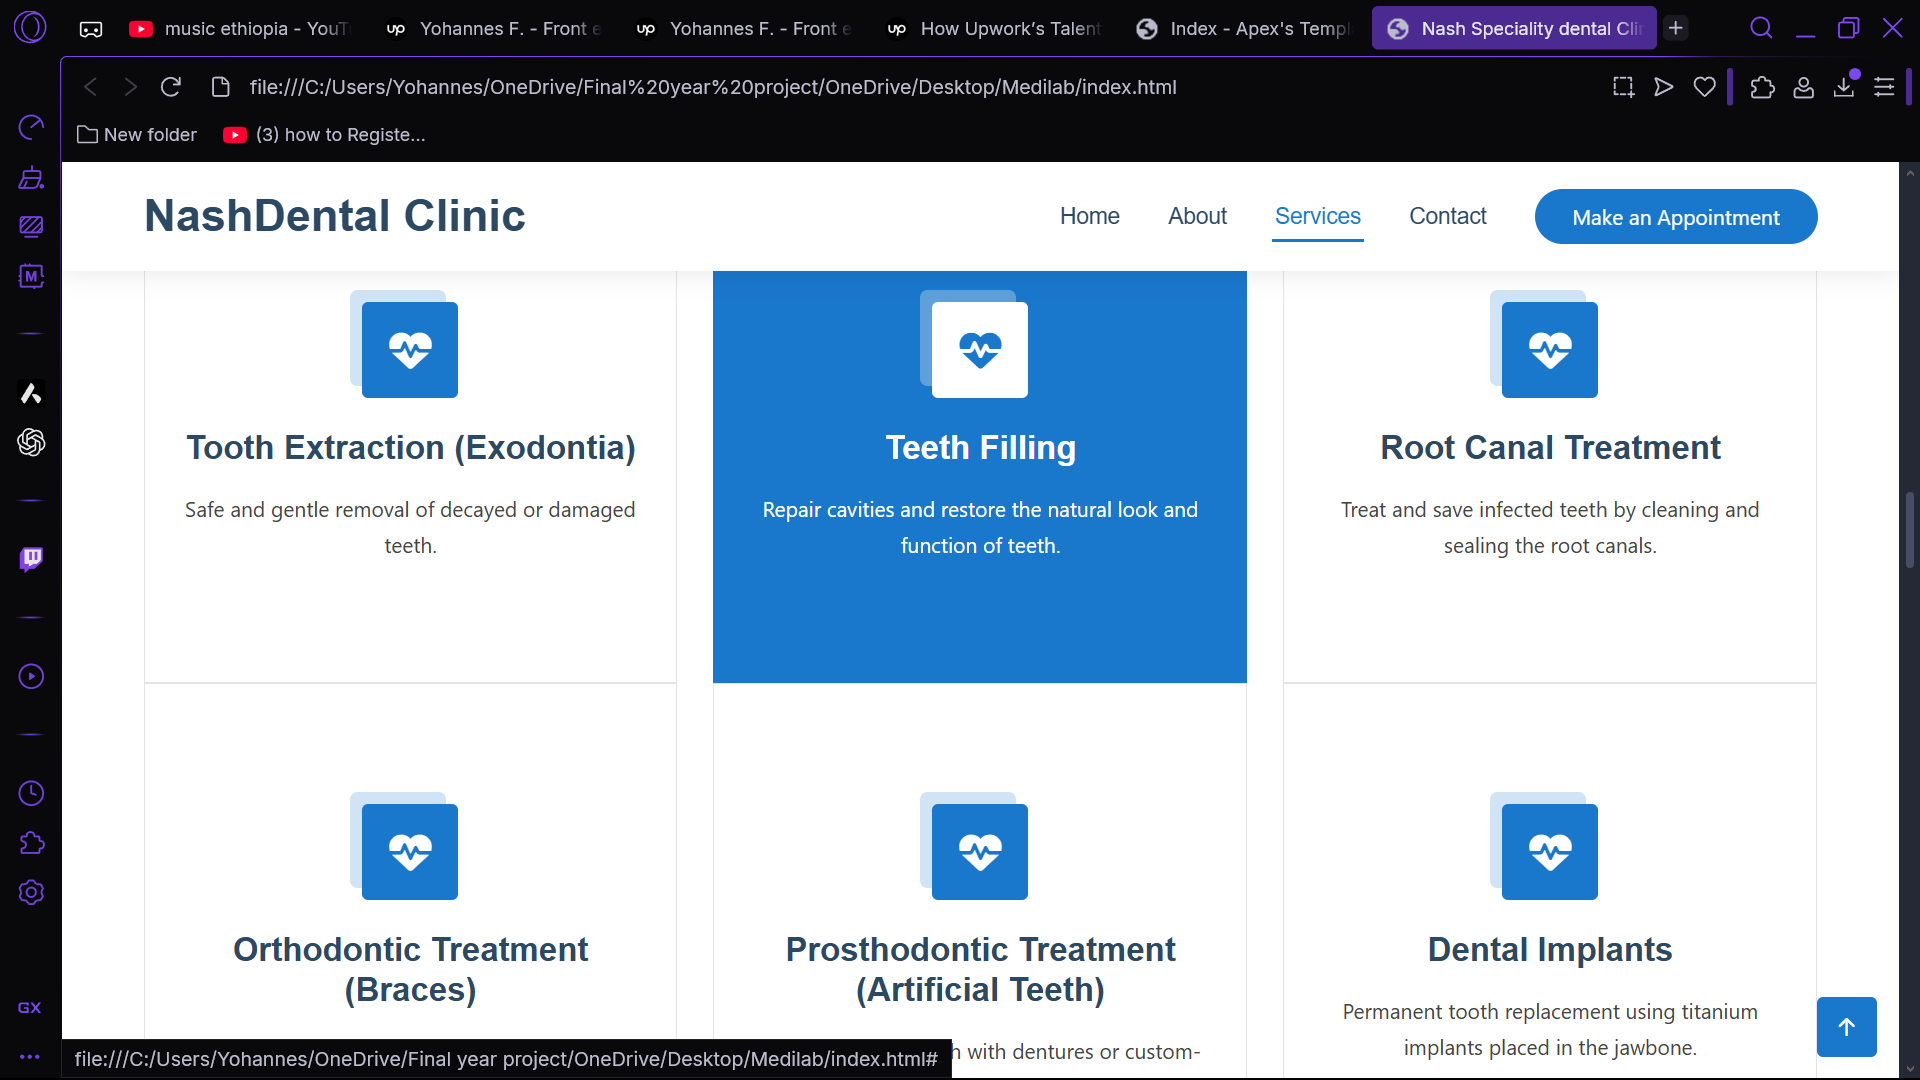 music ethiopia - YouT
up Yohannes F. - Front e
up Yohannes F. - Front e
up How Upwork’s Talent
Index - Apex's Templ
Nash Speciality dental Clin
file:///C:/Users/Yohannes/OneDrive/Final%20year%20project/OneDrive/Desktop/Medilab/index.html
New folder
(3) how to Registe...
M
GX
NashDental Clinic
Home
About
Services
Contact
Make an Appointment
Tooth Extraction (Exodontia)
Safe and gentle removal of decayed or damaged
teeth.
Teeth Filling
Repair cavities and restore the natural look and
function of teeth.
Root Canal Treatment
Treat and save infected teeth by cleaning and
sealing the root canals.
Orthodontic Treatment
(Braces)
Prosthodontic Treatment
(Artificial Teeth)
with dentures or custom-
Dental Implants
Permanent tooth replacement using titanium
implants placed in the jawbone.
file:///C:/Users/Yohannes/OneDrive/Final year project/OneDrive/Desktop/Medilab/index.html#